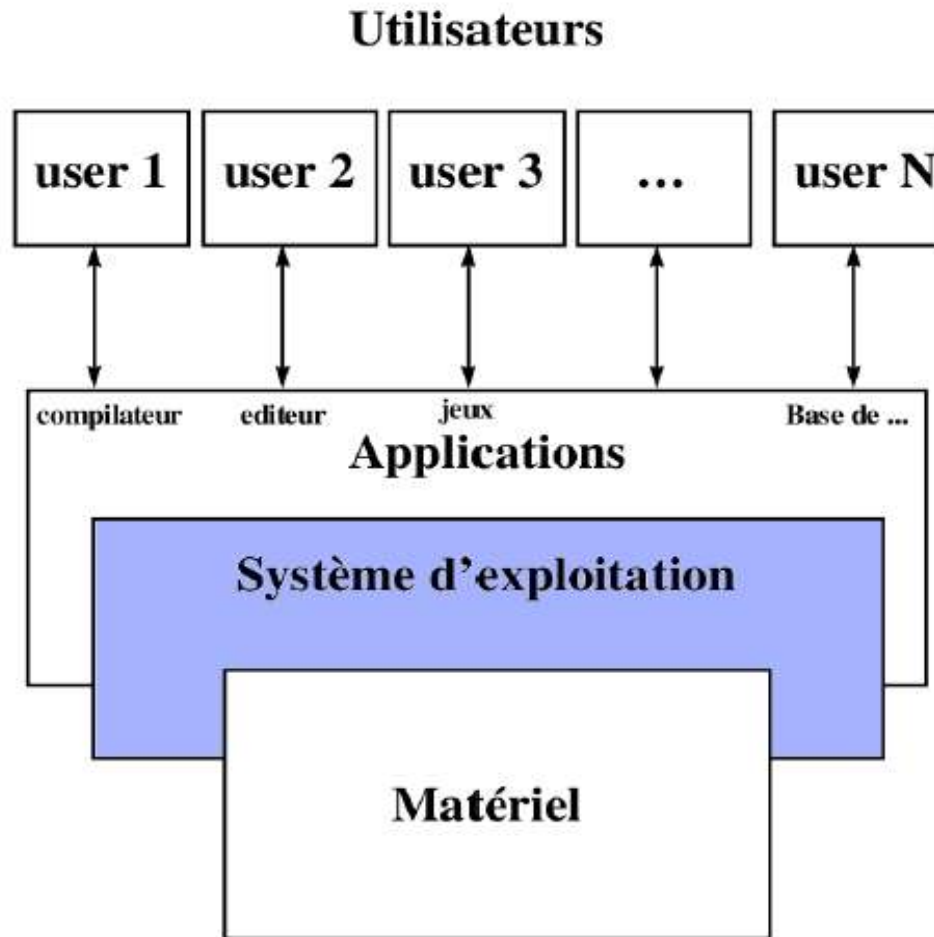 Utilisateurs
user 1 user 2 user 3 ... user N
compilateur editeur jeux Base de ...
Applications
Système d'exploitation
Matériel